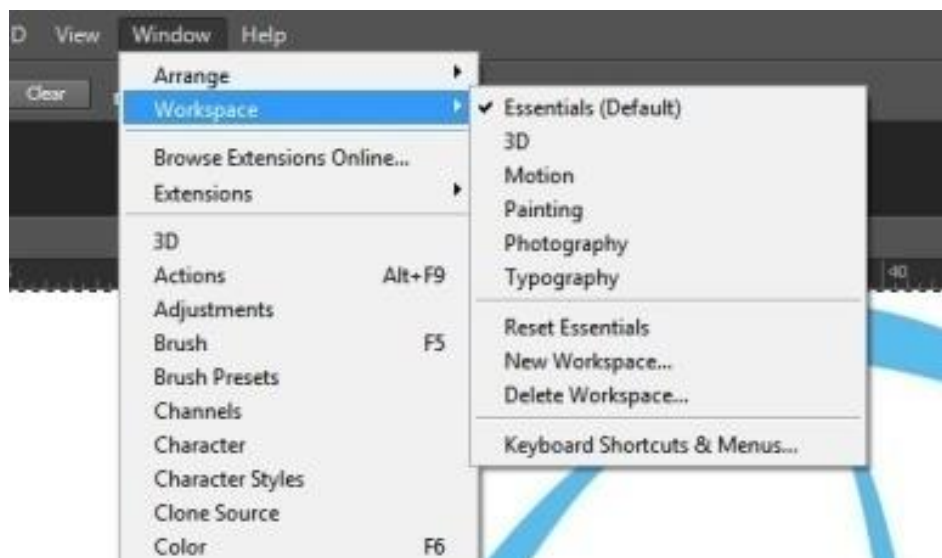 D View Window Help
Clear
Arrange
Workspace
Browse Extensions Online...
Extensions
3D
Actions Alt+F9
Adjustments
Brush F5
Brush Presets
Channels
Character
Character Styles
Clone Source
Color F6
Essentials (Default)
3D
Motion
Painting
Photography
Typography
Reset Essentials
New Workspace...
Delete Workspace...
Keyboard Shortcuts & Menus...
40